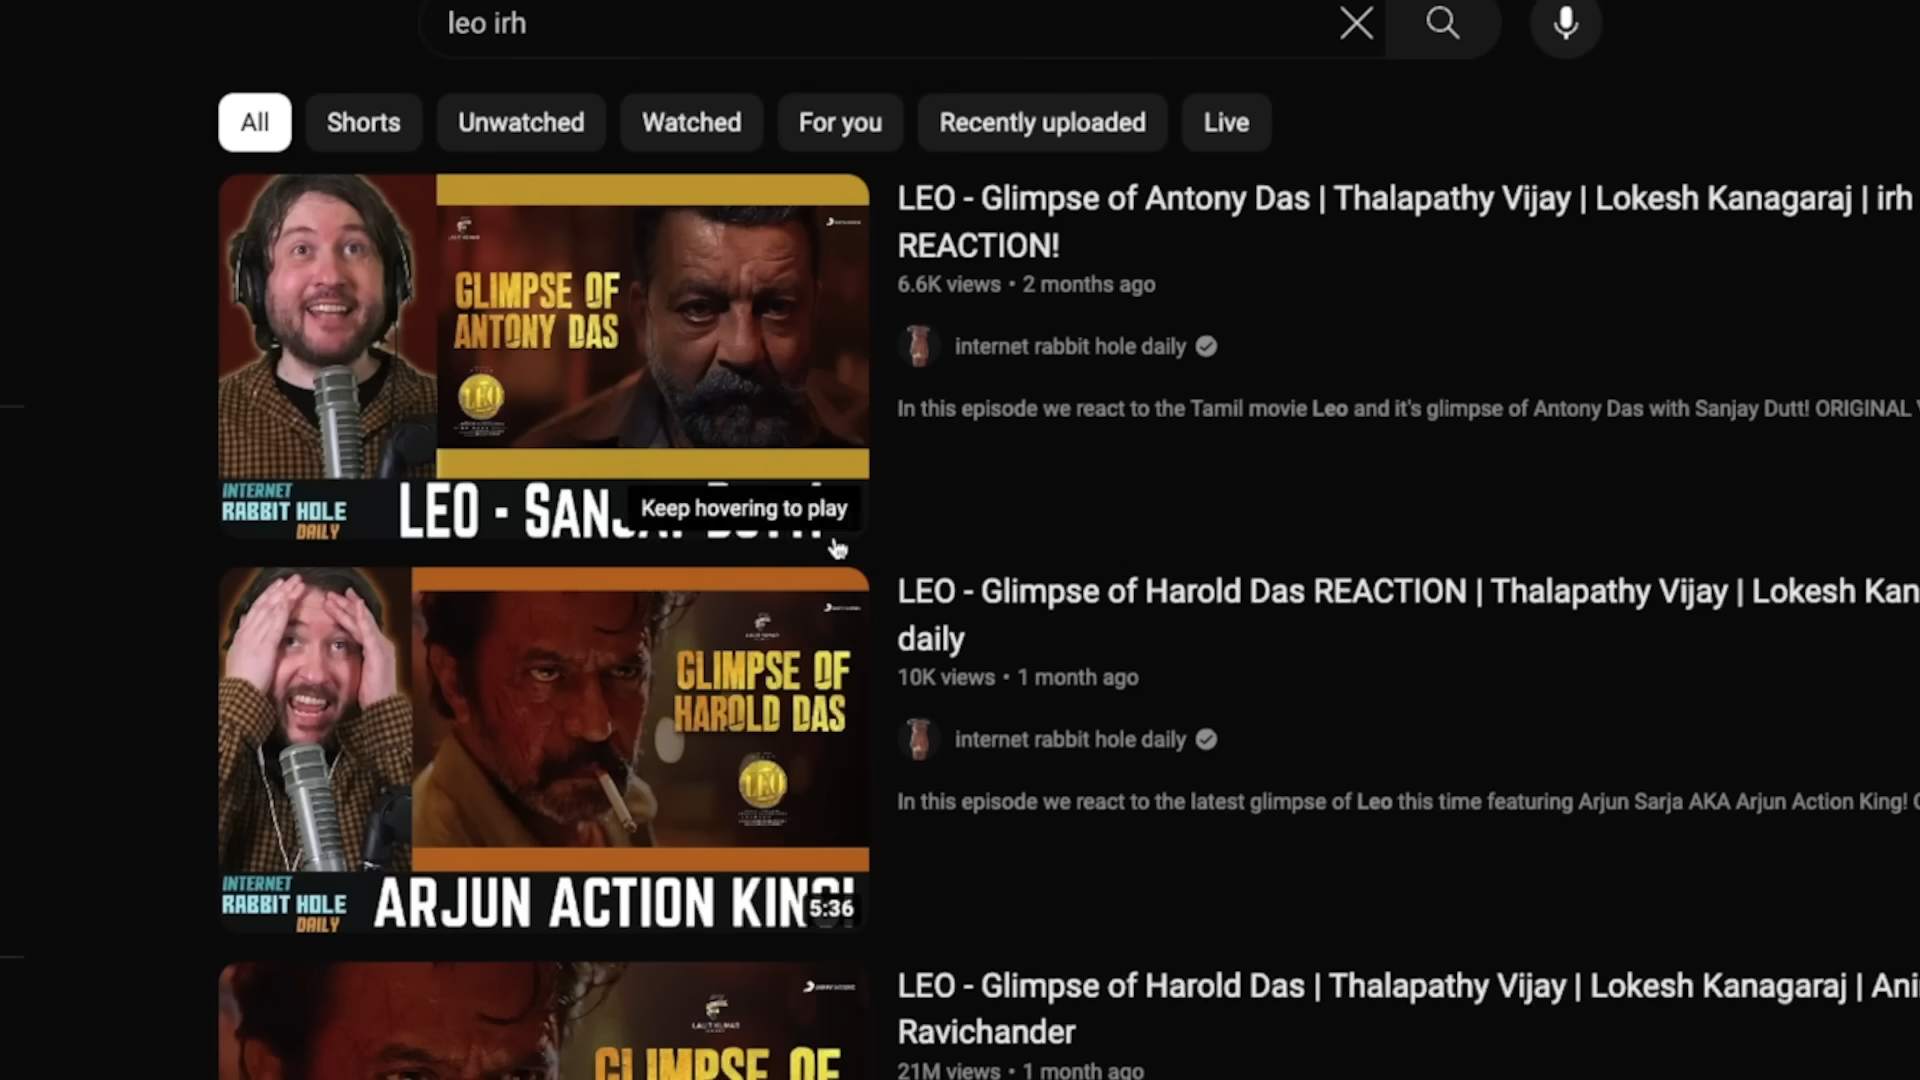 leo irh
All
Shorts
Unwatched
Watched
For you
Recently uploaded
Live
GLIMPSE OF
ANTONY DAS
LEO
INTERNET
RABBIT HOLE
DAILY
LEO -
Keep hovering to play
LEO - Glimpse of Antony Das | Thalapathy Vijay | Lokesh Kanagaraj | irh
REACTION!
6.6K views • 2 months ago
internet rabbit hole daily
In this episode we react to the Tamil movie Leo and it's glimpse of Antony Das with Sanjay Dutt! ORIGINAL
GLIMPSE OF
HAROLD DAS
LEO
INTERNET
RABBIT HOLE
DAILY
ARJUN ACTION KING!
5:36
LEO - Glimpse of Harold Das REACTION | Thalapathy Vijay | Lokesh Kan
daily
10K views • 1 month ago
internet rabbit hole daily
In this episode we react to the latest glimpse of Leo this time featuring Arjun Sarja AKA Arjun Action King!
LALIT KUMAR
GLIMPSE OF
LEO - Glimpse of Harold Das | Thalapathy Vijay | Lokesh Kanagaraj | Ani
Ravichander
21M views • 1 month ago